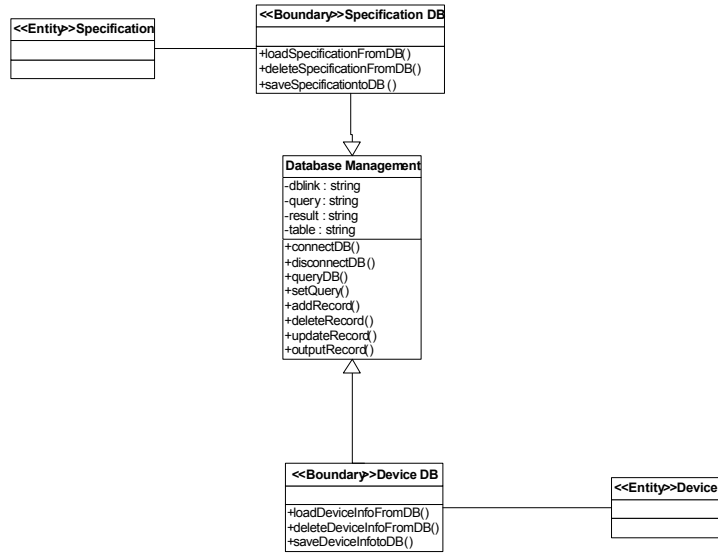 <<Entity>>Specification
<<Boundary>>Specification DB
+loadSpecificationFromDB()
+deleteSpecificationFromDB()
+saveSpecificationtoDB()
Database Management
-dblink : string
-query : string
-result : string
-table : string
+connectDB()
+disconnectDB()
+queryDB()
+setQuery()
+addRecord()
+deleteRecord()
+updateRecord()
+outputRecord()
<<Boundary>>Device DB
+loadDeviceInfoFromDB()
+deleteDeviceInfoFromDB()
+saveDeviceInfotoDB()
<<Entity>>Device